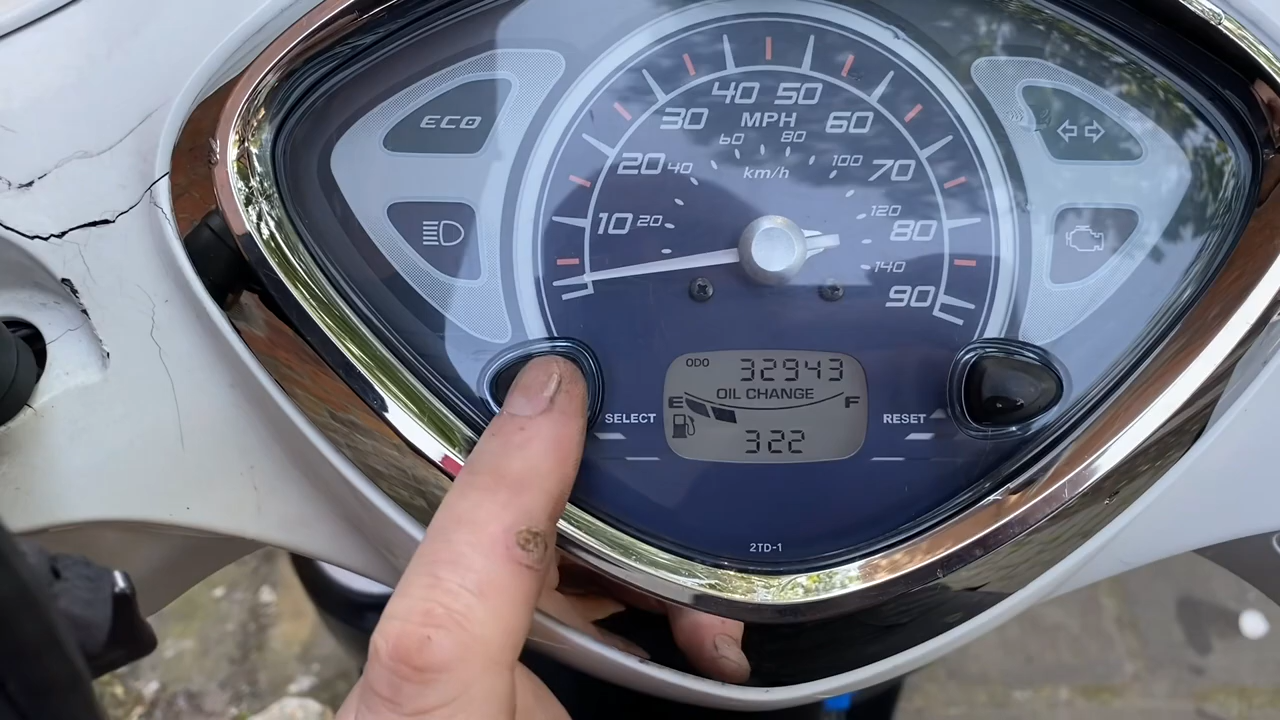 ECO
40 50
30 MPH 60
60 80
20 40 km/h 100 70
10 20 120 80
140
90
ODO 32943
OIL CHANGE
E F
SELECT
RESET
322
2TD-1